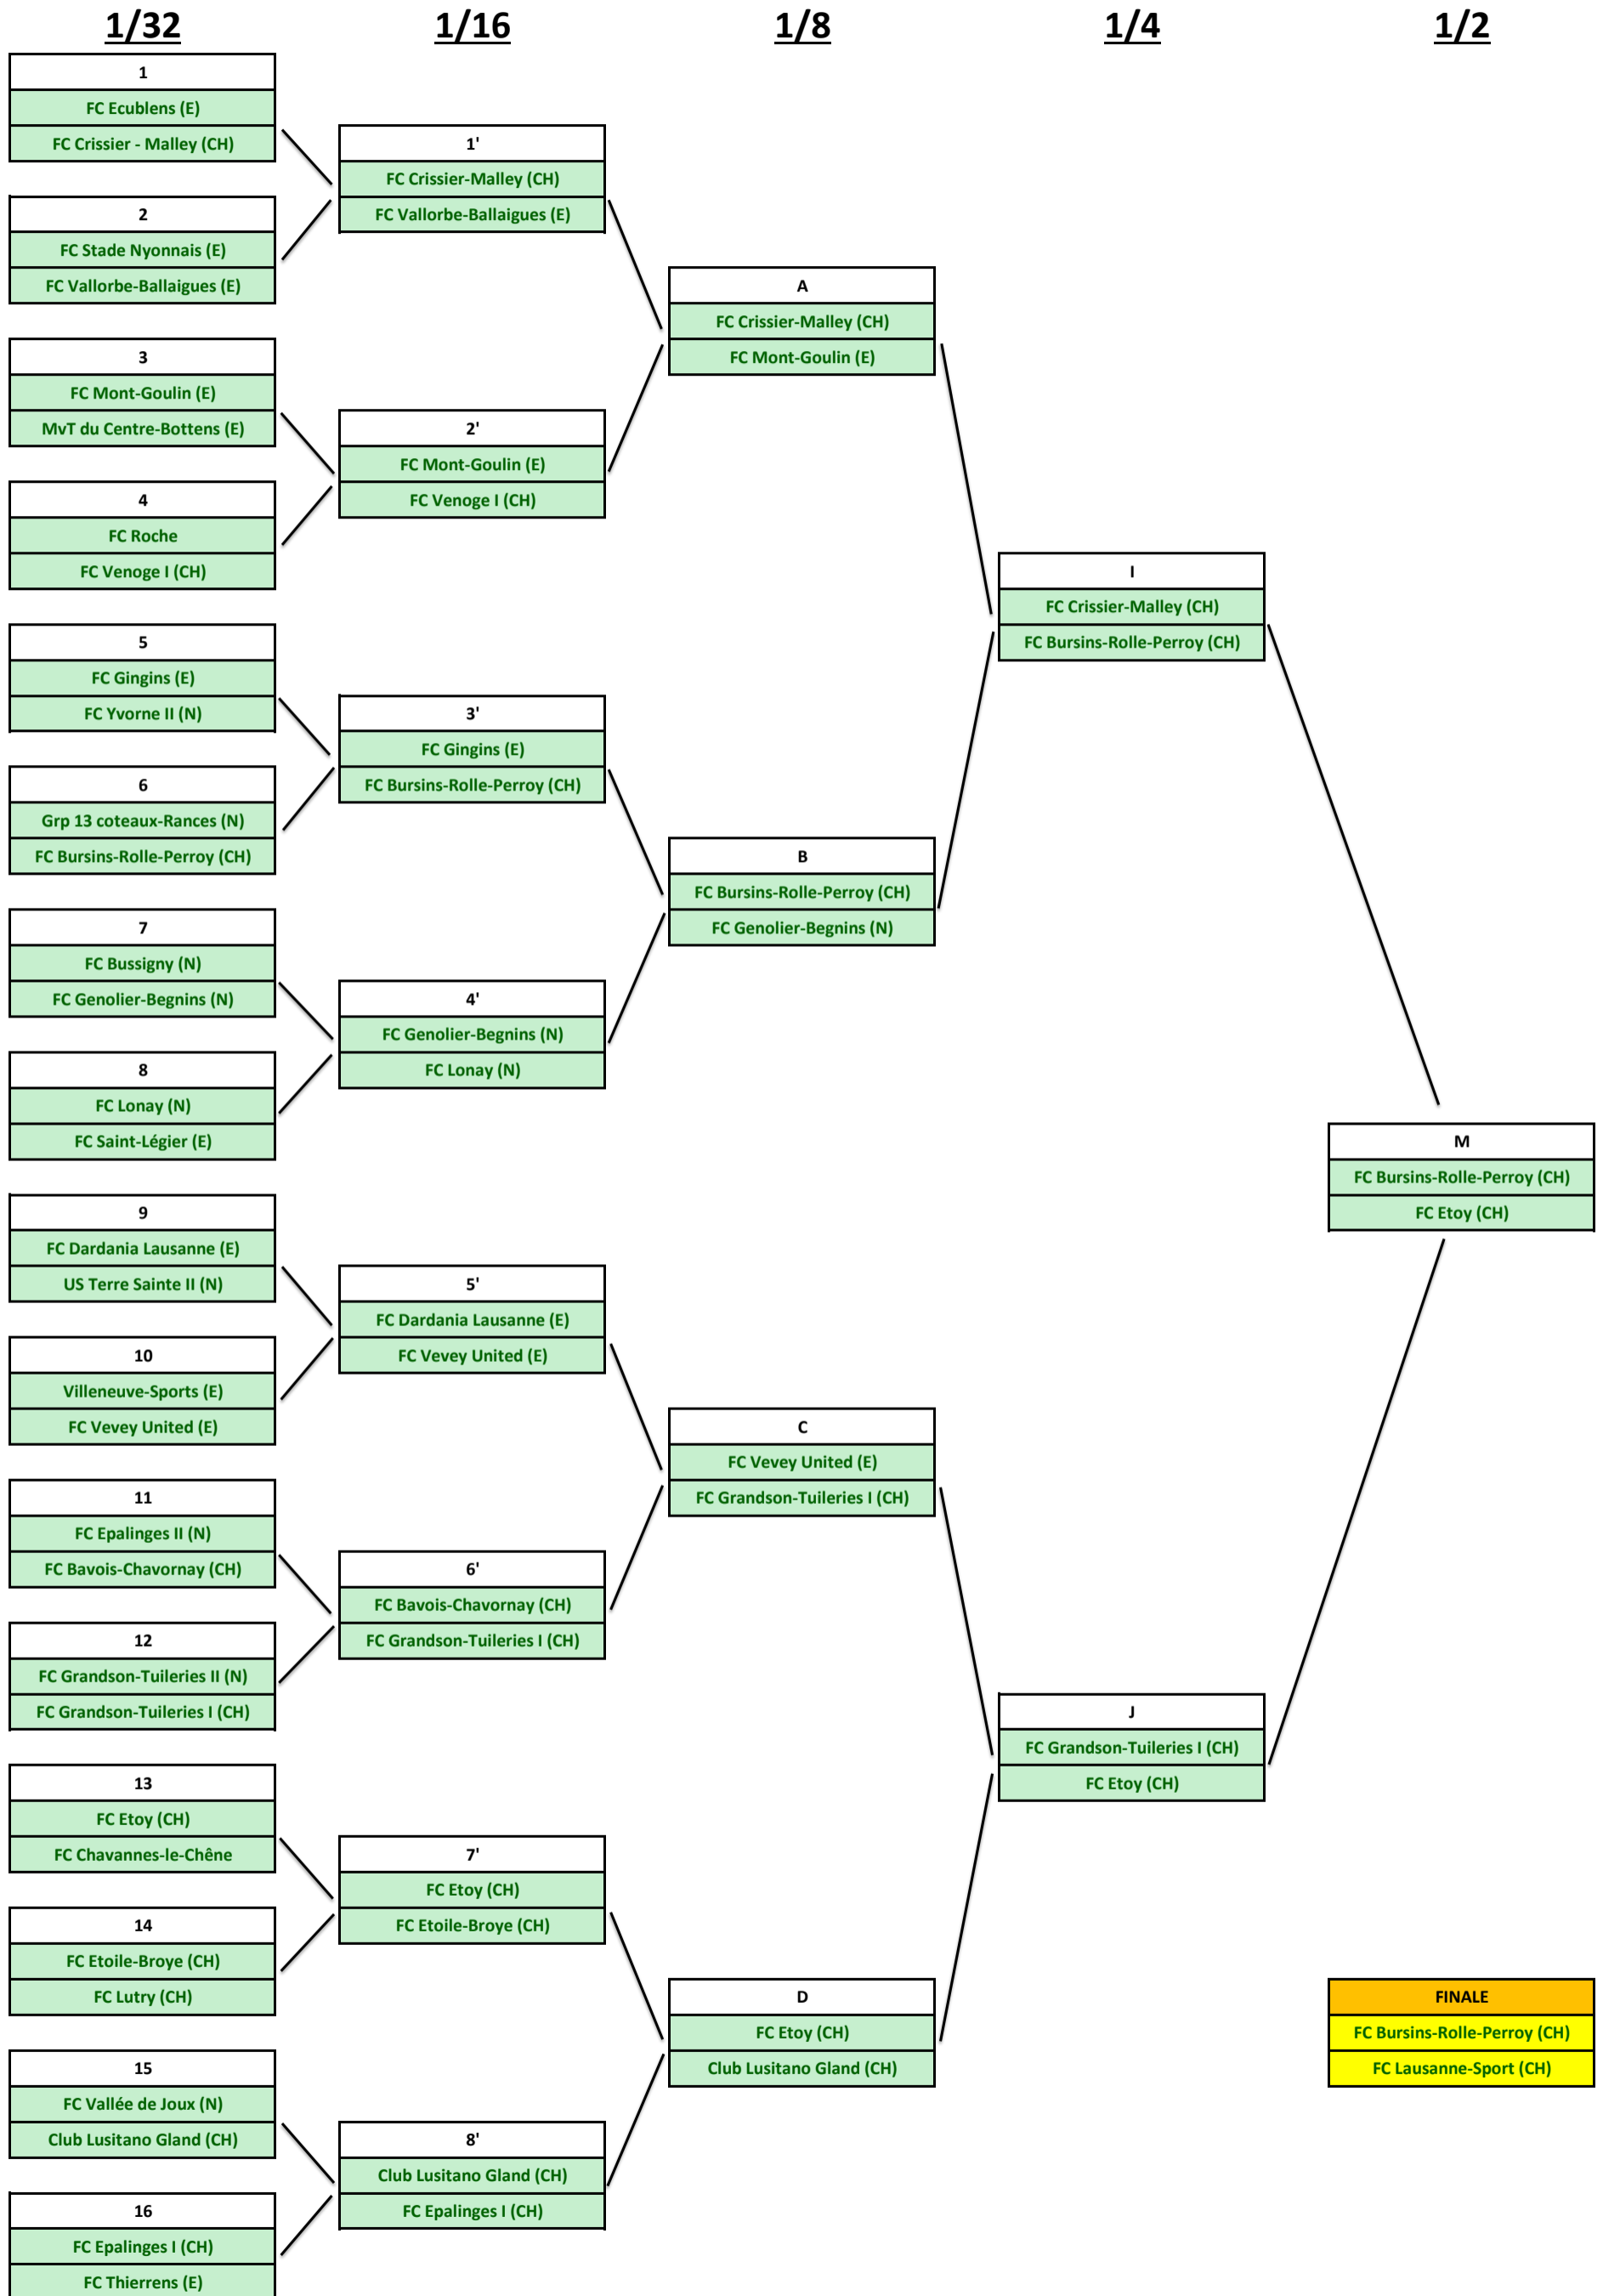 1/32
1/16
1/8
1/4
1/2
1
FC Ecublens (E)
FC Crissier - Malley (CH)
2
FC Stade Nyonnais (E)
FC Vallorbe-Ballaigues (E)
3
FC Mont-Goulin (E)
MvT du Centre-Bottens (E)
4
FC Roche
FC Venoge I (CH)
5
FC Gingins (E)
FC Yvorne II (N)
6
Grp 13 coteaux-Rances (N)
FC Bursins-Rolle-Perroy (CH)
7
FC Bussigny (N)
FC Genolier-Begnins (N)
8
FC Lonay (N)
FC Saint-Légier (E)
9
FC Dardania Lausanne (E)
US Terre Sainte II (N)
10
Villeneuve-Sports (E)
FC Vevey United (E)
11
FC Epalinges II (N)
FC Bavois-Chavornay (CH)
12
FC Grandson-Tuileries II (N)
FC Grandson-Tuileries I (CH)
13
FC Etoy (CH)
FC Chavannes-le-Chêne
14
FC Etoile-Broye (CH)
FC Lutry (CH)
15
FC Vallée de Joux (N)
Club Lusitano Gland (CH)
16
FC Epalinges I (CH)
FC Thierrens (E)
1'
FC Crissier-Malley (CH)
FC Vallorbe-Ballaigues (E)
2'
FC Mont-Goulin (E)
FC Venoge I (CH)
3'
FC Gingins (E)
FC Bursins-Rolle-Perroy (CH)
4'
FC Genolier-Begnins (N)
FC Lonay (N)
5'
FC Dardania Lausanne (E)
FC Vevey United (E)
6'
FC Bavois-Chavornay (CH)
FC Grandson-Tuileries I (CH)
7'
FC Etoy (CH)
FC Etoile-Broye (CH)
8'
Club Lusitano Gland (CH)
FC Epalinges I (CH)
A
FC Crissier-Malley (CH)
FC Mont-Goulin (E)
B
FC Bursins-Rolle-Perroy (CH)
FC Genolier-Begnins (N)
C
FC Vevey United (E)
FC Grandson-Tuileries I (CH)
D
FC Etoy (CH)
Club Lusitano Gland (CH)
I
FC Crissier-Malley (CH)
FC Bursins-Rolle-Perroy (CH)
J
FC Grandson-Tuileries I (CH)
FC Etoy (CH)
M
FC Bursins-Rolle-Perroy (CH)
FC Etoy (CH)
FINALE
FC Bursins-Rolle-Perroy (CH)
FC Lausanne-Sport (CH)